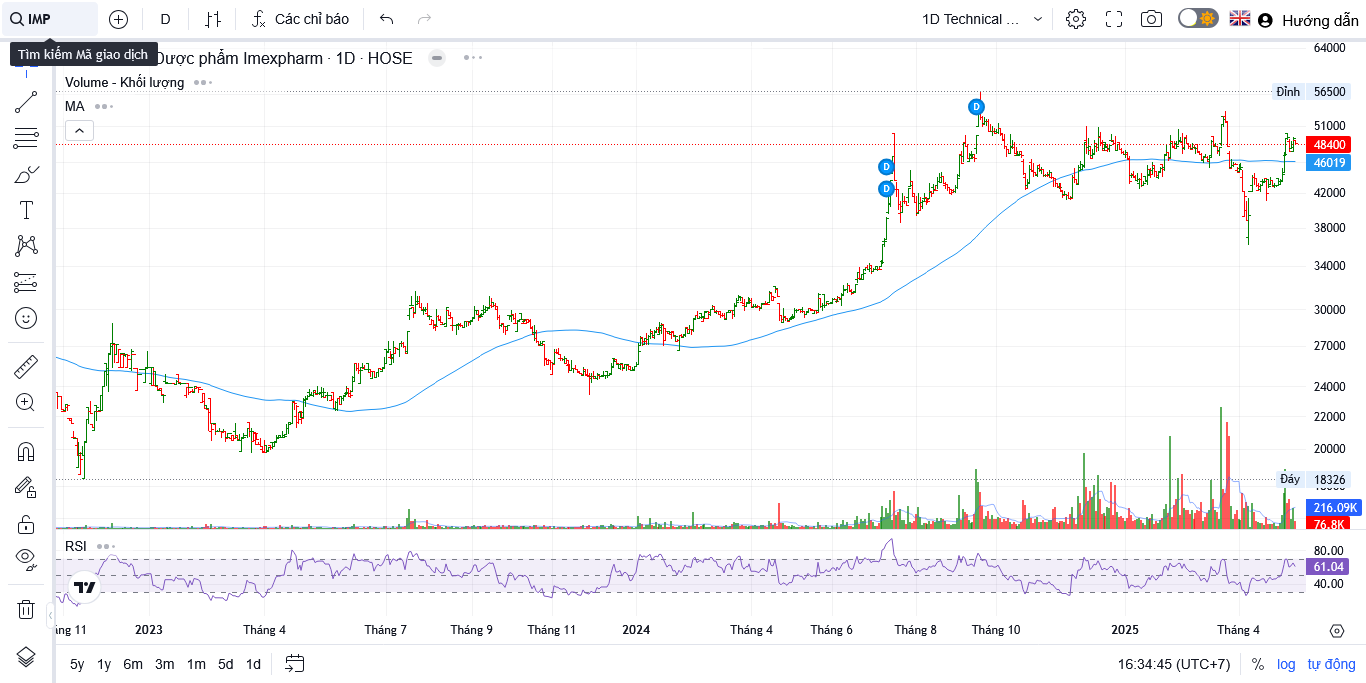 IMP
D
Các chỉ báo
1D Technical ...
Hướng dẫn
Tìm kiếm Mã giao dịch
Dược phẩm Imexpharm · 1D · HOSE
Volume - Khối lượng
MA
64000
Đỉnh 56500
51000
48400
46019
42000
38000
34000
30000
27000
24000
22000
20000
Đáy 18326
216.09K
76.8K
RSI
80.00
61.04
40.00
D
D
D
ng 11 2023 Tháng 4 Tháng 7 Tháng 9 Tháng 11 2024 Tháng 4 Tháng 6 Tháng 8 Tháng 10 2025 Tháng 4
5y 1y 6m 3m 1m 5d 1d
16:34:45 (UTC+7) % log tự động